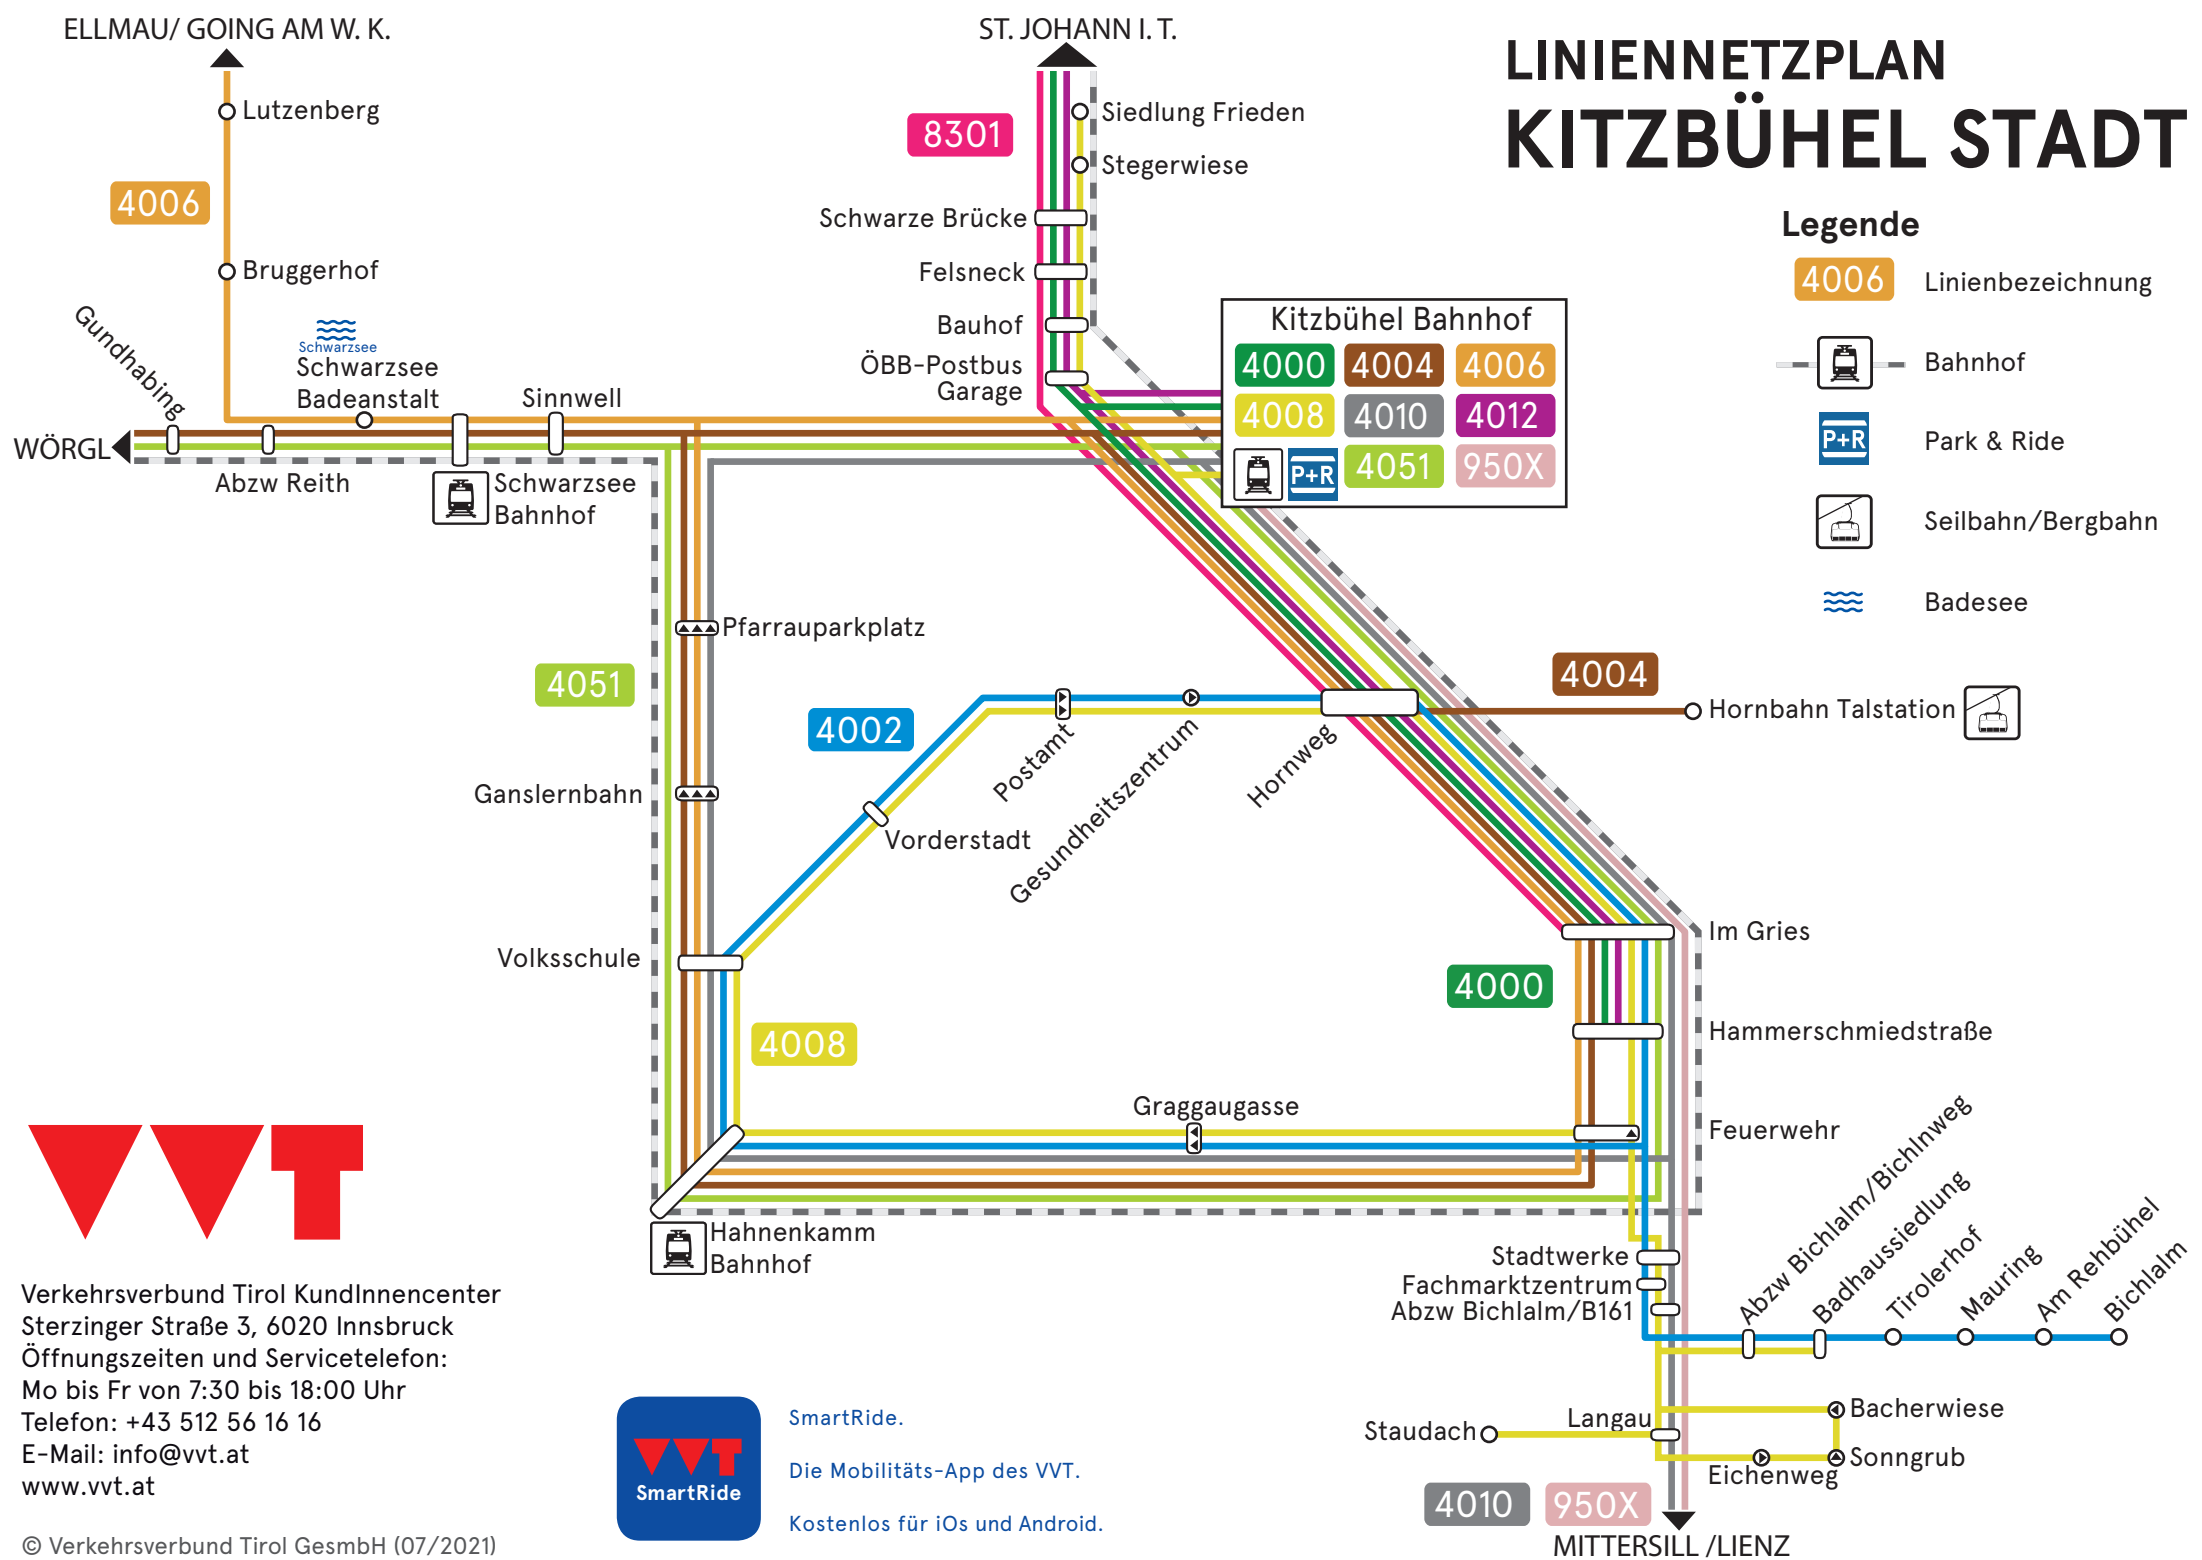 ELLMAU/ GOING AM W. K.
ST. JOHANN I. T.
LINIENNETZPLAN
KITZBÜHEL STADT
Lutzenberg
4006
Bruggerhof
8301
Siedlung Frieden
Stegerwiese
Schwarze Brücke
Felsneck
Bauhof
ÖBB-Postbus
Garage
Legende
4006 Linienbezeichnung
Bahnhof
P+R Park & Ride
Seilbahn/Bergbahn
Badesee
Kitzbühel Bahnhof
4000 4004 4006
4008 4010 4012
P+R 4051 950X
Gundhabing
Schwarzsee
Schwarzsee
Badeanstalt
Sinnwell
WÖRGL
Abzw Reith
Schwarzsee
Bahnhof
Pfarrauparkplatz
4051
4002
4004
Hornbahn Talstation
Postamt
Gesundheitszentrum
Hornweg
Ganslernbahn
Vorderstadt
Volksschule
Im Gries
4000
4008
Hammerschmiedstraße
Graggaugasse
Feuerwehr
Hahnenkamm
Bahnhof
Stadtwerke
Fachmarktzentrum
Abzw Bichlalm/B161
Abzw Bichlalm/Bichlnweg
Badhaussiedlung
Tirolerhof
Mauring
Am Rehbühel
Bichlalm
Staudach
Langau
Bacherwiese
Sonngrub
Eichenweg
4010 950X
MITTERSILL /LIENZ
VVT
Verkehrsverbund Tirol KundInnencenter
Sterzinger Straße 3, 6020 Innsbruck
Öffnungszeiten und Servicetelefon:
Mo bis Fr von 7:30 bis 18:00 Uhr
Telefon: +43 512 56 16 16
E-Mail: info@vvt.at
www.vvt.at
© Verkehrsverbund Tirol GesmbH (07/2021)
VVT
SmartRide
SmartRide.
Die Mobilitäts-App des VVT.
Kostenlos für iOs und Android.